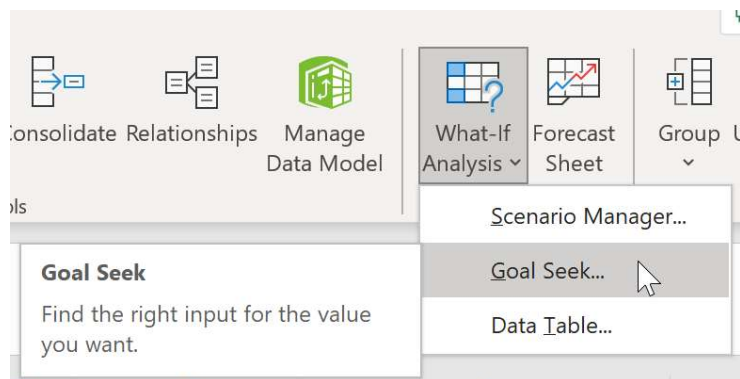 onsolidate Relationships Manage What-If Forecast Group
Data Model Analysis Sheet
Scenario Manager...
Goal Seek
Goal Seek...
Find the right input for the value
you want.
Data Table...